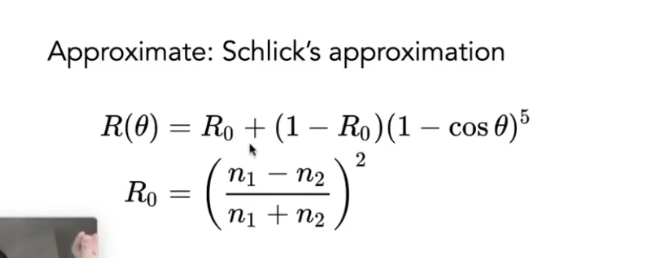 Approximate: Schlick's approximation
R(θ) = R₀ + (1 − R₀)(1 − cos θ)⁵
R₀ = ((n₁ − n₂)/(n₁ + n₂))²